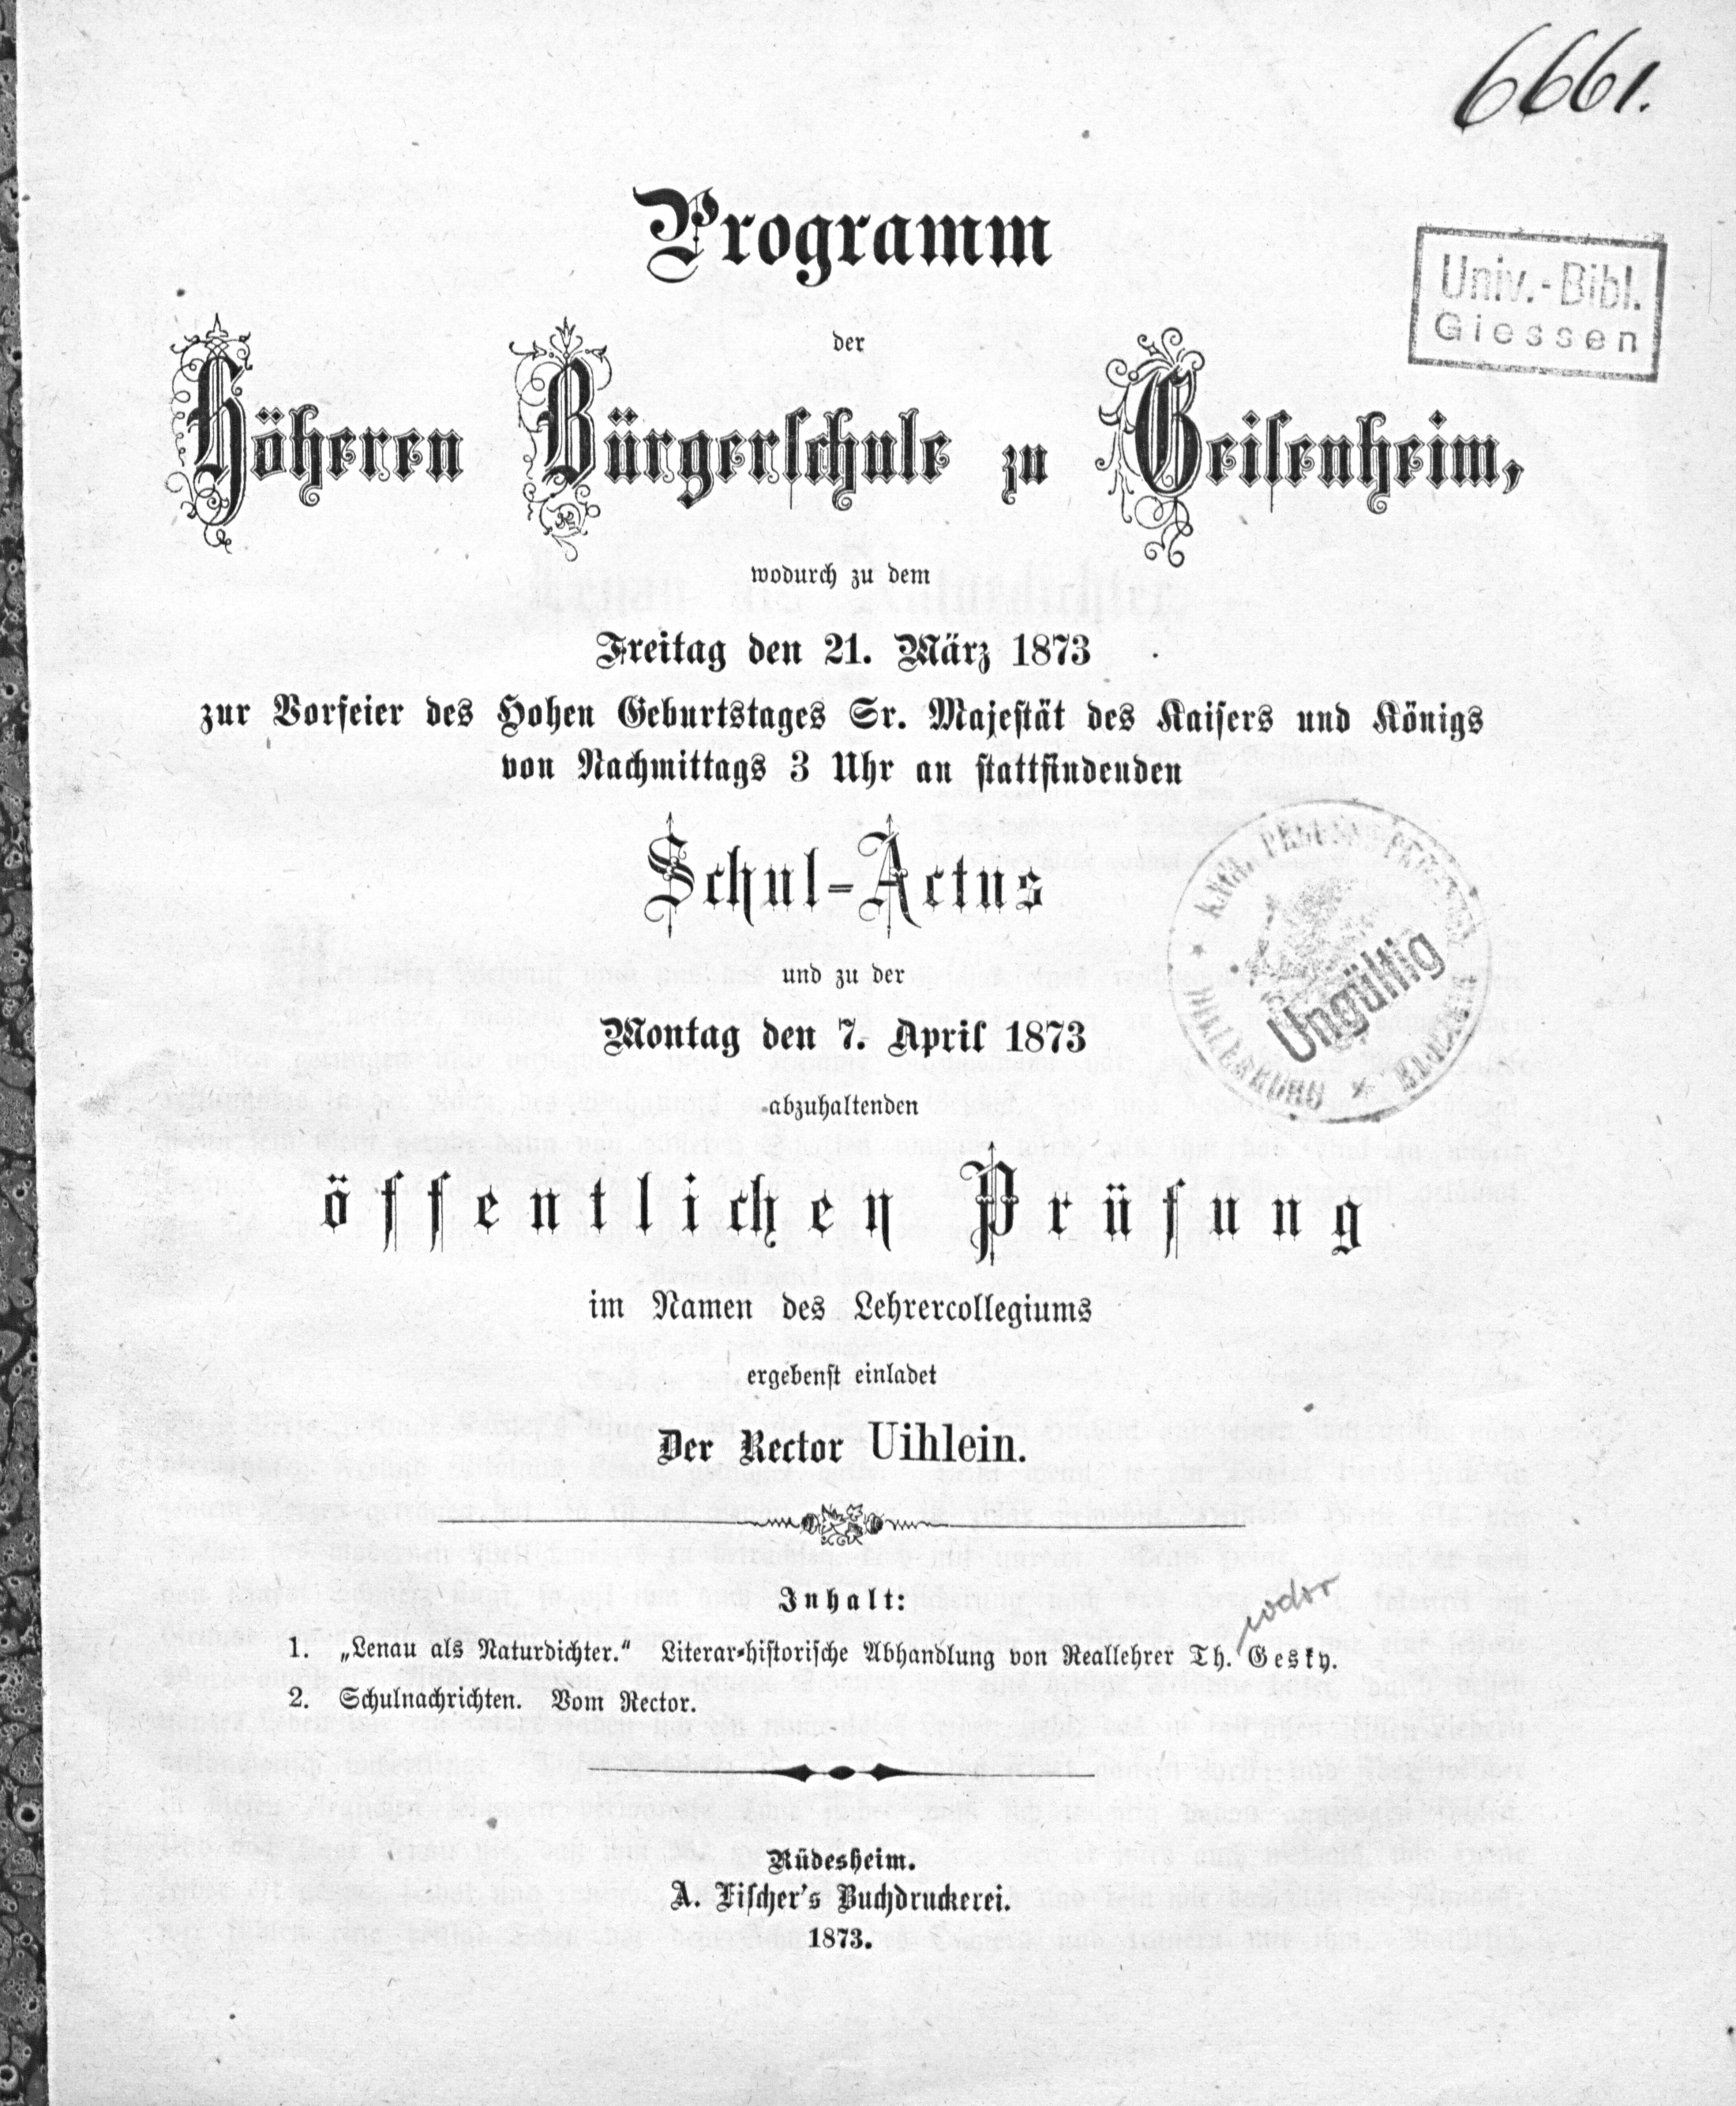 6661.
Programm
der
Univ.-Bibl.
Giessen
Höheren Bürgerschule zu Geisenheim,
wodurch zu dem
Freitag den 21. März 1873
zur Vorfeier des Hohen Geburtstages Sr. Majestät des Kaisers und Königs
von Nachmittags 3 Uhr an stattfindenden
Schul-Actus
und zu der
Ungültig
DILLENBURG
Montag den 7. April 1873
abzuhaltenden
öffentlichen Prüfung
im Namen des Lehrercollegiums
ergebenst einladet
Der Rector Uihlein.
Inhalt:
eodor
1. „Lenau als Naturdichter.“ Literar-historische Abhandlung von Reallehrer Th. Gesky.
2. Schulnachrichten. Vom Rector.
Rüdesheim.
A. Fischer's Buchdruckerei.
1873.